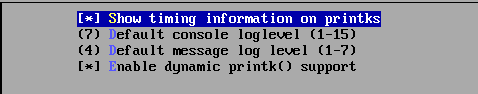 [*] Show timing information on printks
(7) Default console loglevel (1-15)
(4) Default message log level (1-7)
[*] Enable dynamic printk() support